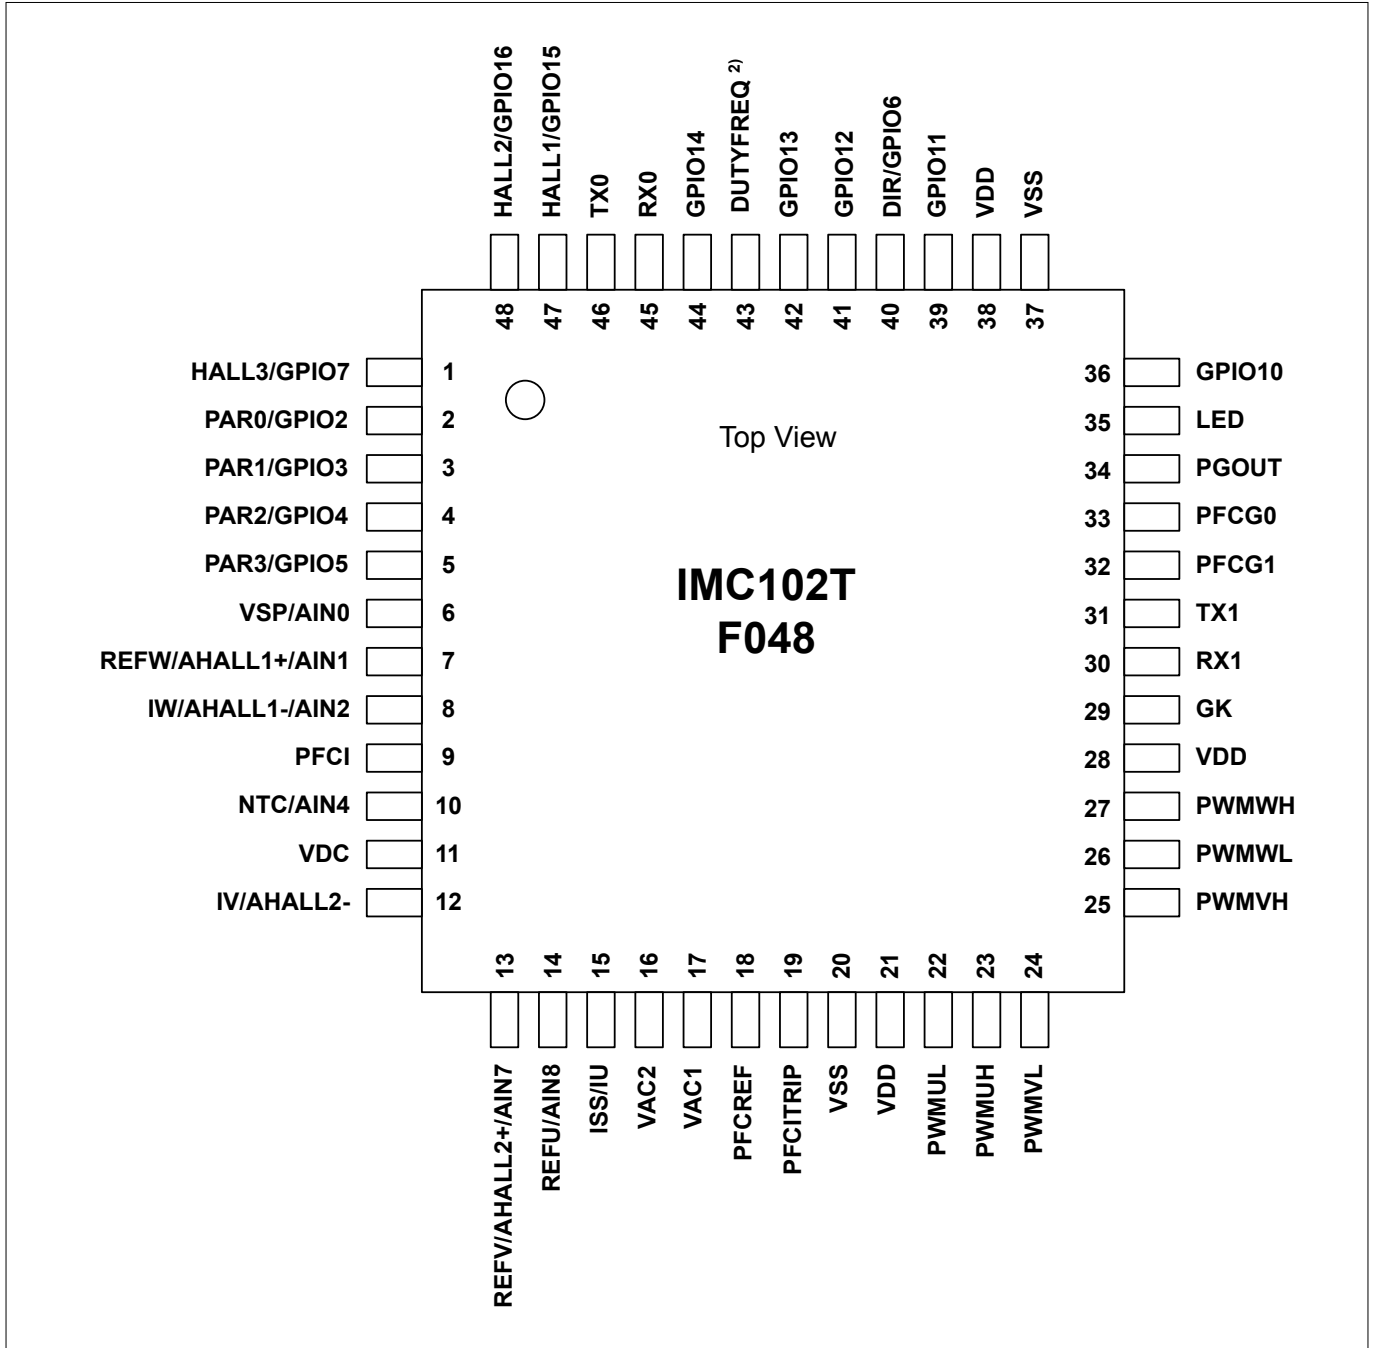 HALL2/GPIO16
HALL1/GPIO15
TX0
RX0
GPIO14
DUTYFREQ 2)
GPIO13
GPIO12
DIR/GPIO6
GPIO11
VDD
VSS
48 47 46 45 44 43 42 41 40 39 38 37
HALL3/GPIO7 1
PAR0/GPIO2 2
PAR1/GPIO3 3
PAR2/GPIO4 4
PAR3/GPIO5 5
VSP/AIN0 6
REFW/AHALL1+/AIN1 7
IW/AHALL1-/AIN2 8
PFCI 9
NTC/AIN4 10
VDC 11
IV/AHALL2- 12
Top View
IMC102T
F048
36 GPIO10
35 LED
34 PGOUT
33 PFCG0
32 PFCG1
31 TX1
30 RX1
29 GK
28 VDD
27 PWMWH
26 PWMWL
25 PWMVH
13 14 15 16 17 18 19 20 21 22 23 24
REFV/AHALL2+/AIN7
REFU/AIN8
ISS/IU
VAC2
VAC1
PFCREF
PFCITRIP
VSS
VDD
PWMUL
PWMUH
PWMVL